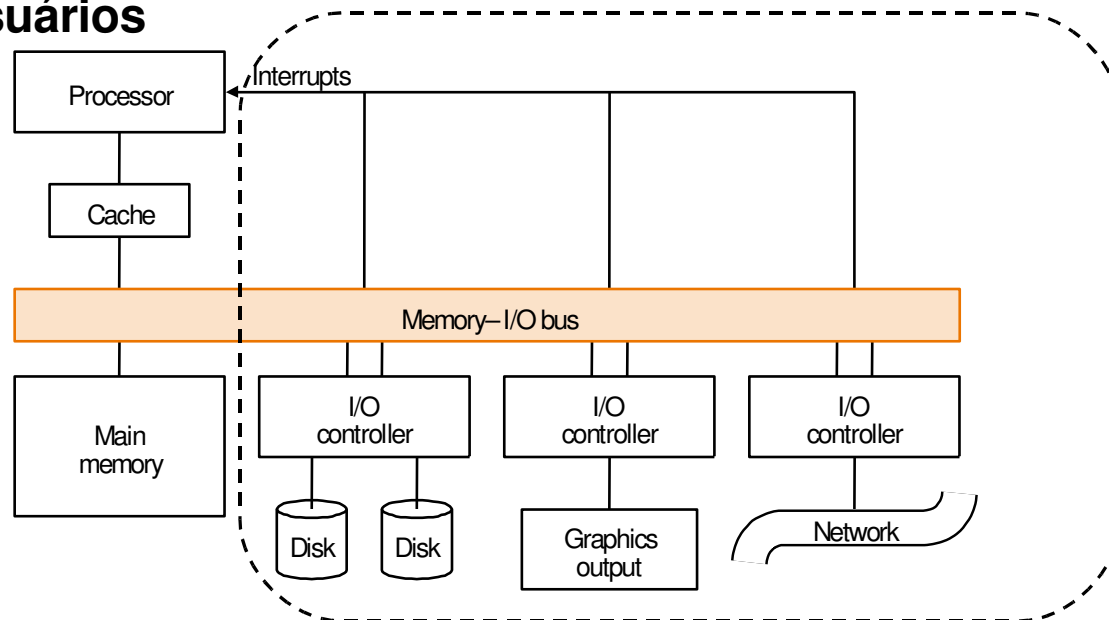 suários
Interrupts
Processor
Cache
Memory–I/O bus
Main
memory
I/O
controller
I/O
controller
I/O
controller
Disk
Disk
Graphics
output
Network